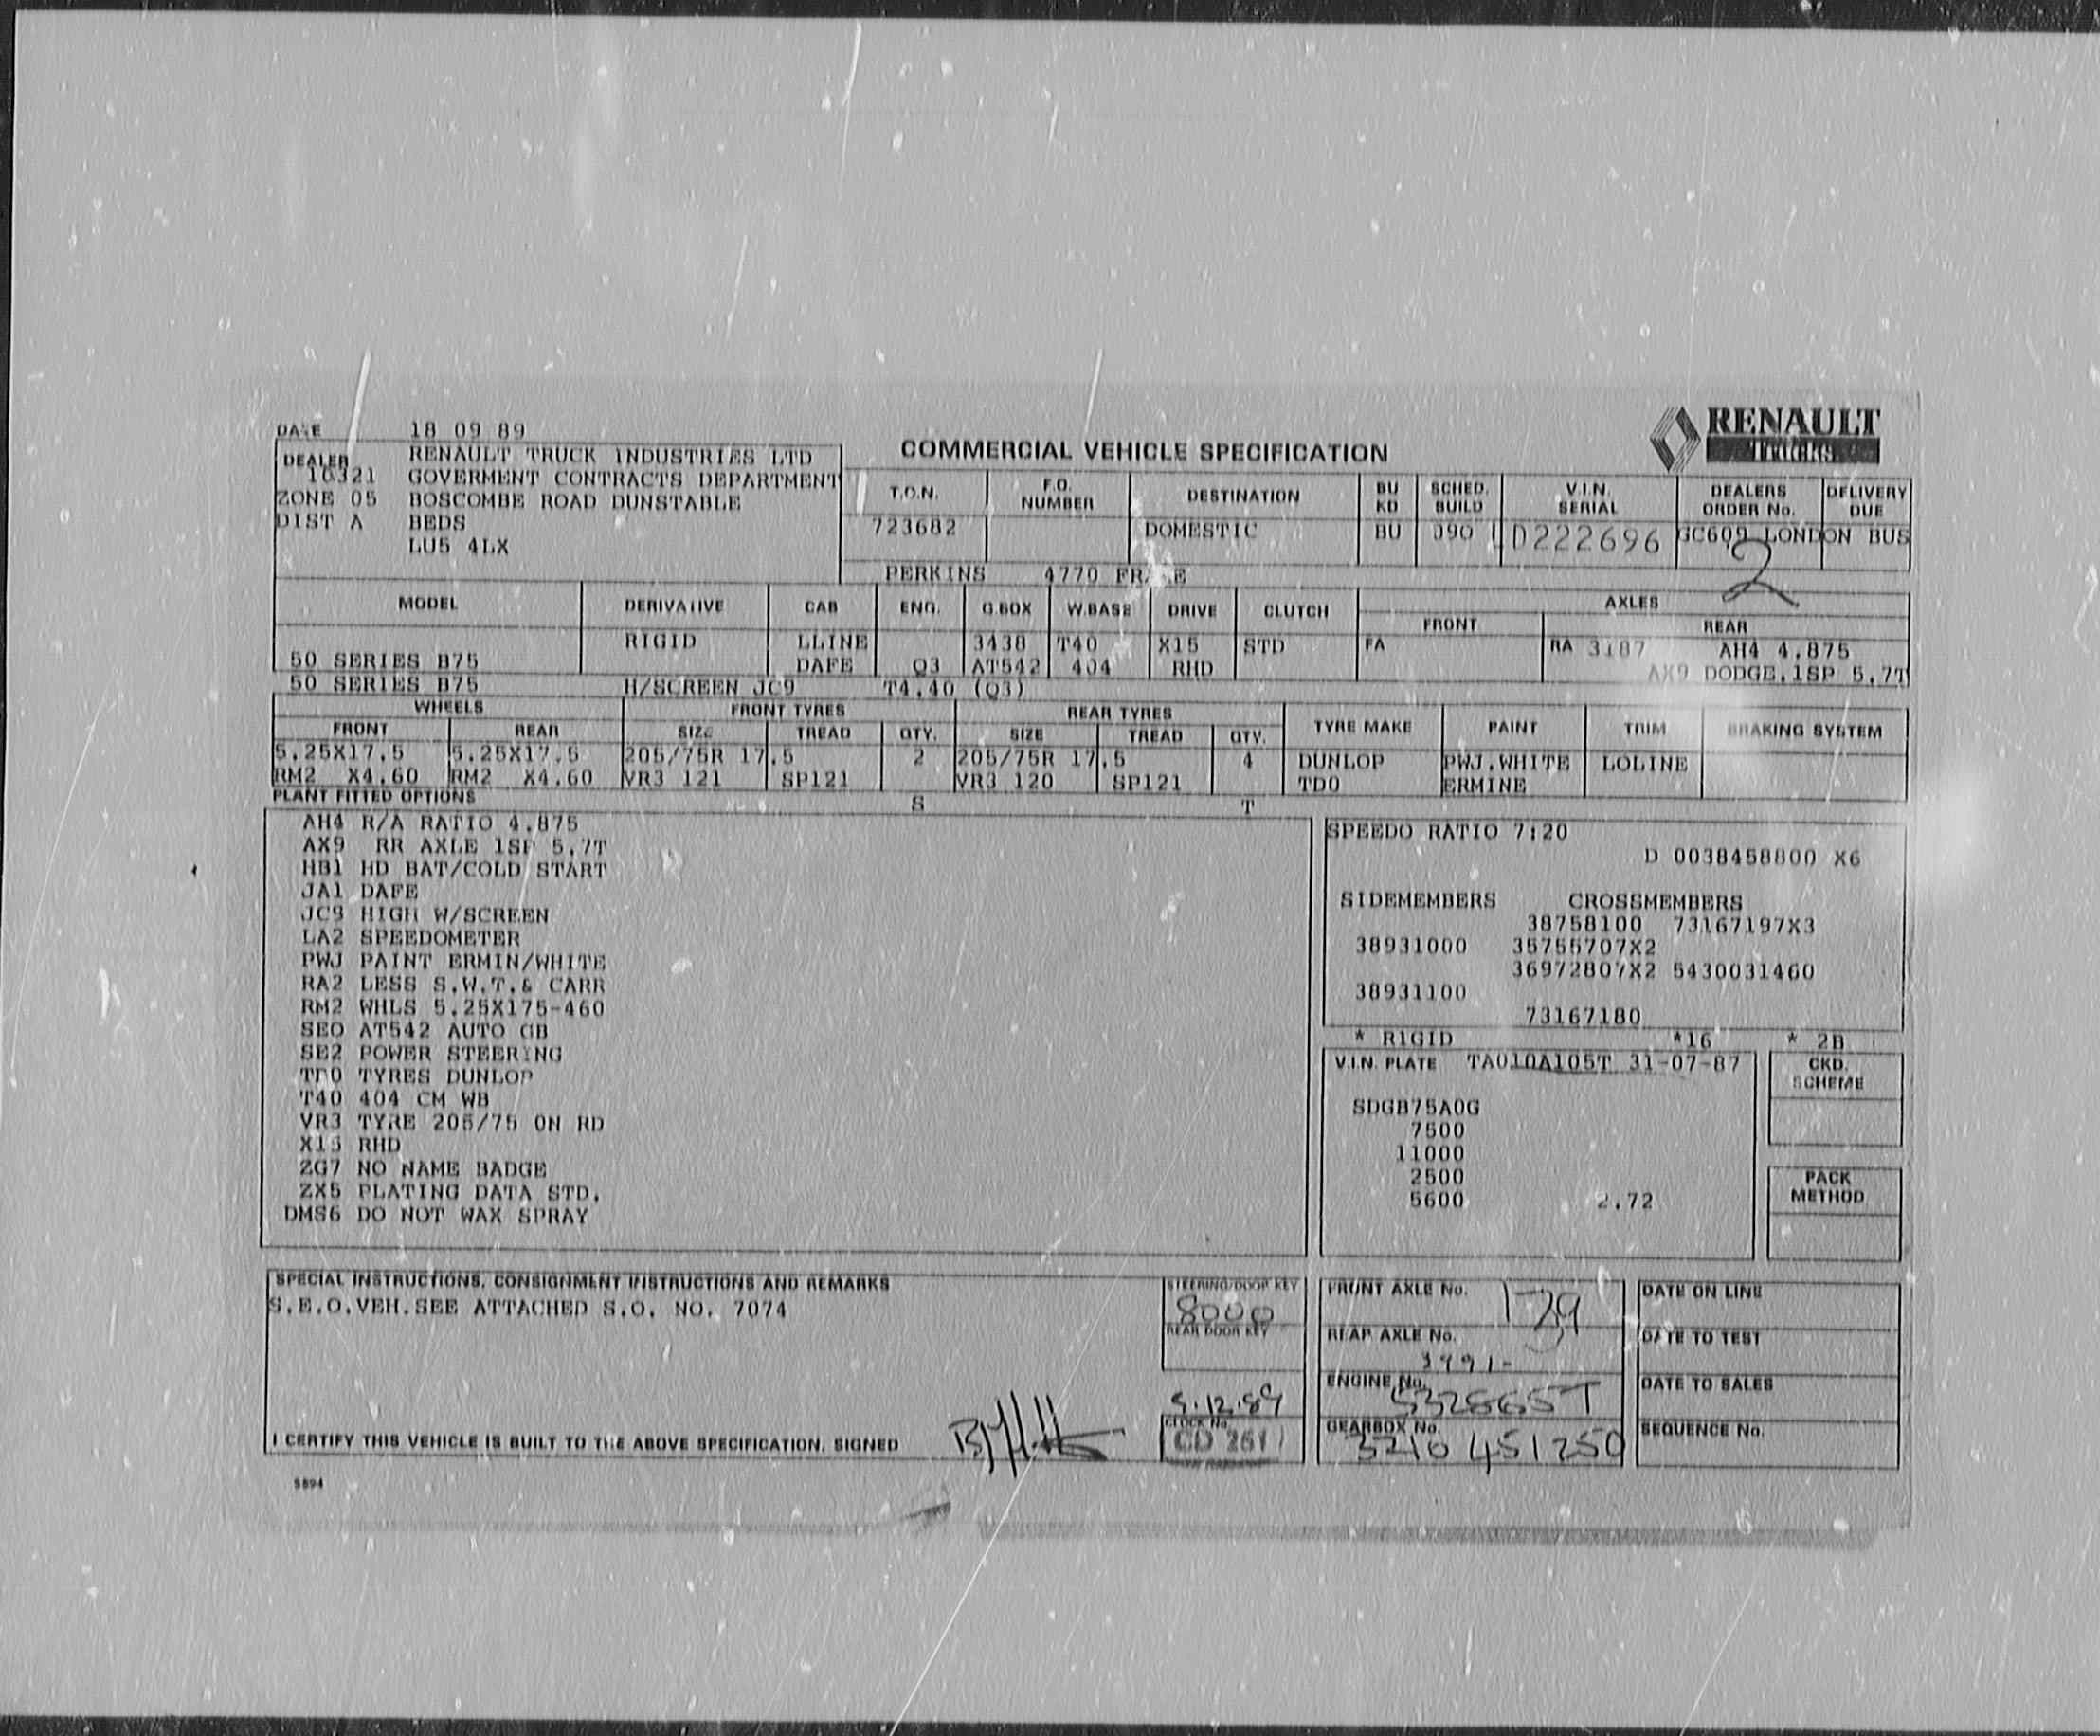 DATE 18 09 89
RENAULT Trucks
COMMERCIAL VEHICLE SPECIFICATION
DEALER RENAULT TRUCK INDUSTRIES LTD
10321 GOVERMENT CONTRACTS DEPARTMENT
ZONE 05 BOSCOMBE ROAD DUNSTABLE
DIST A BEDS
LU5 4LX
T.O.N. F.O. NUMBER DESTINATION BU KD SCHED. BUILD V.I.N. SERIAL DEALERS ORDER No. DELIVERY DUE
723682 DOMESTIC BU 090 D222696 GC609 LONDON BUS
2
PERKINS 4770
MODEL DERIVATIVE CAB ENG. G.BOX W.BASE DRIVE CLUTCH AXLES
FRONT REAR
RIGID LLINE 3438 T40 X15 STD FA RA 3187 AH4 4.875
50 SERIES B75 DAFE Q3 AT542 404 RHD AX9 DODGE.1SP 5.7T
50 SERIES B75 H/SCREEN JC9 T4.40 (Q3)
WHEELS FRONT TYRES REAR TYRES
FRONT REAR SIZE TREAD QTY. SIZE TREAD QTY. TYRE MAKE PAINT TRIM BRAKING SYSTEM
5.25X17.5 5.25X17.5 205/75R 17.5 2 205/75R 17.5 4 DUNLOP PWJ.WHITE LOLINE
RM2 X4.60 RM2 X4.60 VR3 121 SP121 VR3 120 SP121 TD0 ERMINE
PLANT FITTED OPTIONS S T
AH4 R/A RATIO 4.875
AX9 RR AXLE 1SP 5.7T
HB1 HD BAT/COLD START
JA1 DAFE
JC9 HIGH W/SCREEN
LA2 SPEEDOMETER
PWJ PAINT ERMIN/WHITE
RA2 LESS S.W.T.& CARR
RM2 WHLS 5.25X175-460
SEO AT542 AUTO GB
SE2 POWER STEERING
TD0 TYRES DUNLOP
T40 404 CM WB
VR3 TYRE 205/75 ON RD
X15 RHD
ZG7 NO NAME BADGE
ZX5 PLATING DATA STD.
DMS6 DO NOT WAX SPRAY
SPEEDO RATIO 7:20
D 0038458800 X6
SIDEMEMBERS CROSSMEMBERS
38758100 73167197X3
38931000 35755707X2
36972807X2 5430031460
38931100
73167180
* RIGID *16 * 2B
V.I.N. PLATE TA010A105T 31-07-87
SDGB75A0G
7500
11000
2500
5600 2.72
CKD. SCHEME
PACK METHOD
SPECIAL INSTRUCTIONS, CONSIGNMENT INSTRUCTIONS AND REMARKS
S.E.O.VEH.SEE ATTACHED S.O. NO. 7074
I CERTIFY THIS VEHICLE IS BUILT TO THE ABOVE SPECIFICATION. SIGNED
STEERING/DOOR KEY
8000
REAR DOOR KEY
CLOCK No.
CD 261
FRONT AXLE No.
REAR AXLE No.
ENGINE No.
GEARBOX No.
3210 451250
DATE ON LINE
DATE TO TEST
DATE TO SALES
SEQUENCE No.
5894